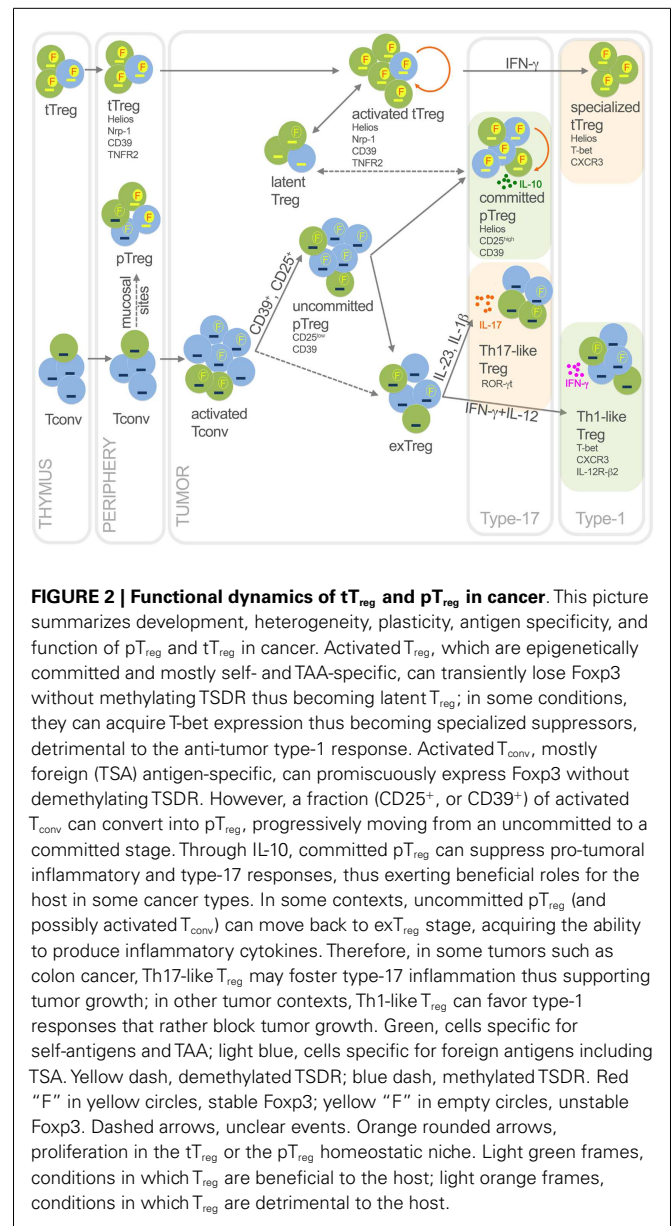 IFN-γ
tTreg
tTreg
Helios
Nrp-1
CD39
TNFR2
activated tTreg
Helios
Nrp-1
CD39
TNFR2
specialized
tTreg
Helios
T-bet
CXCR3
latent
Treg
IL-10
committed
pTreg
Helios
CD25high
CD39
pTreg
mucosal
sites
CD39+, CD25+
uncommitted
pTreg
CD25low
CD39
IL-23, IL-1β
IL-17
Th17-like
Treg
ROR-γt
IFN-γ
Th1-like
Treg
T-bet
CXCR3
IL-12R-β2
IFN-γ+IL-12
Tconv
Tconv
activated
Tconv
exTreg
THYMUS
PERIPHERY
TUMOR
Type-17
Type-1
FIGURE 2 | Functional dynamics of tTreg and pTreg in cancer. This picture
summarizes development, heterogeneity, plasticity, antigen specificity, and
function of pTreg and tTreg in cancer. Activated Treg, which are epigenetically
committed and mostly self- and TAA-specific, can transiently lose Foxp3
without methylating TSDR thus becoming latent Treg; in some conditions,
they can acquire T-bet expression thus becoming specialized suppressors,
detrimental to the anti-tumor type-1 response. Activated Tconv, mostly
foreign (TSA) antigen-specific, can promiscuously express Foxp3 without
demethylating TSDR. However, a fraction (CD25+, or CD39+) of activated
Tconv can convert into pTreg, progressively moving from an uncommitted to a
committed stage. Through IL-10, committed pTreg can suppress pro-tumoral
inflammatory and type-17 responses, thus exerting beneficial roles for the
host in some cancer types. In some contexts, uncommitted pTreg (and
possibly activated Tconv) can move back to exTreg stage, acquiring the ability
to produce inflammatory cytokines. Therefore, in some tumors such as
colon cancer, Th17-like Treg may foster type-17 inflammation thus supporting
tumor growth; in other tumor contexts, Th1-like Treg can favor type-1
responses that rather block tumor growth. Green, cells specific for
self-antigens and TAA; light blue, cells specific for foreign antigens including
TSA. Yellow dash, demethylated TSDR; blue dash, methylated TSDR. Red
"F" in yellow circles, stable Foxp3; yellow "F" in empty circles, unstable
Foxp3. Dashed arrows, unclear events. Orange rounded arrows,
proliferation in the tTreg or the pTreg homeostatic niche. Light green frames,
conditions in which Treg are beneficial to the host; light orange frames,
conditions in which Treg are detrimental to the host.